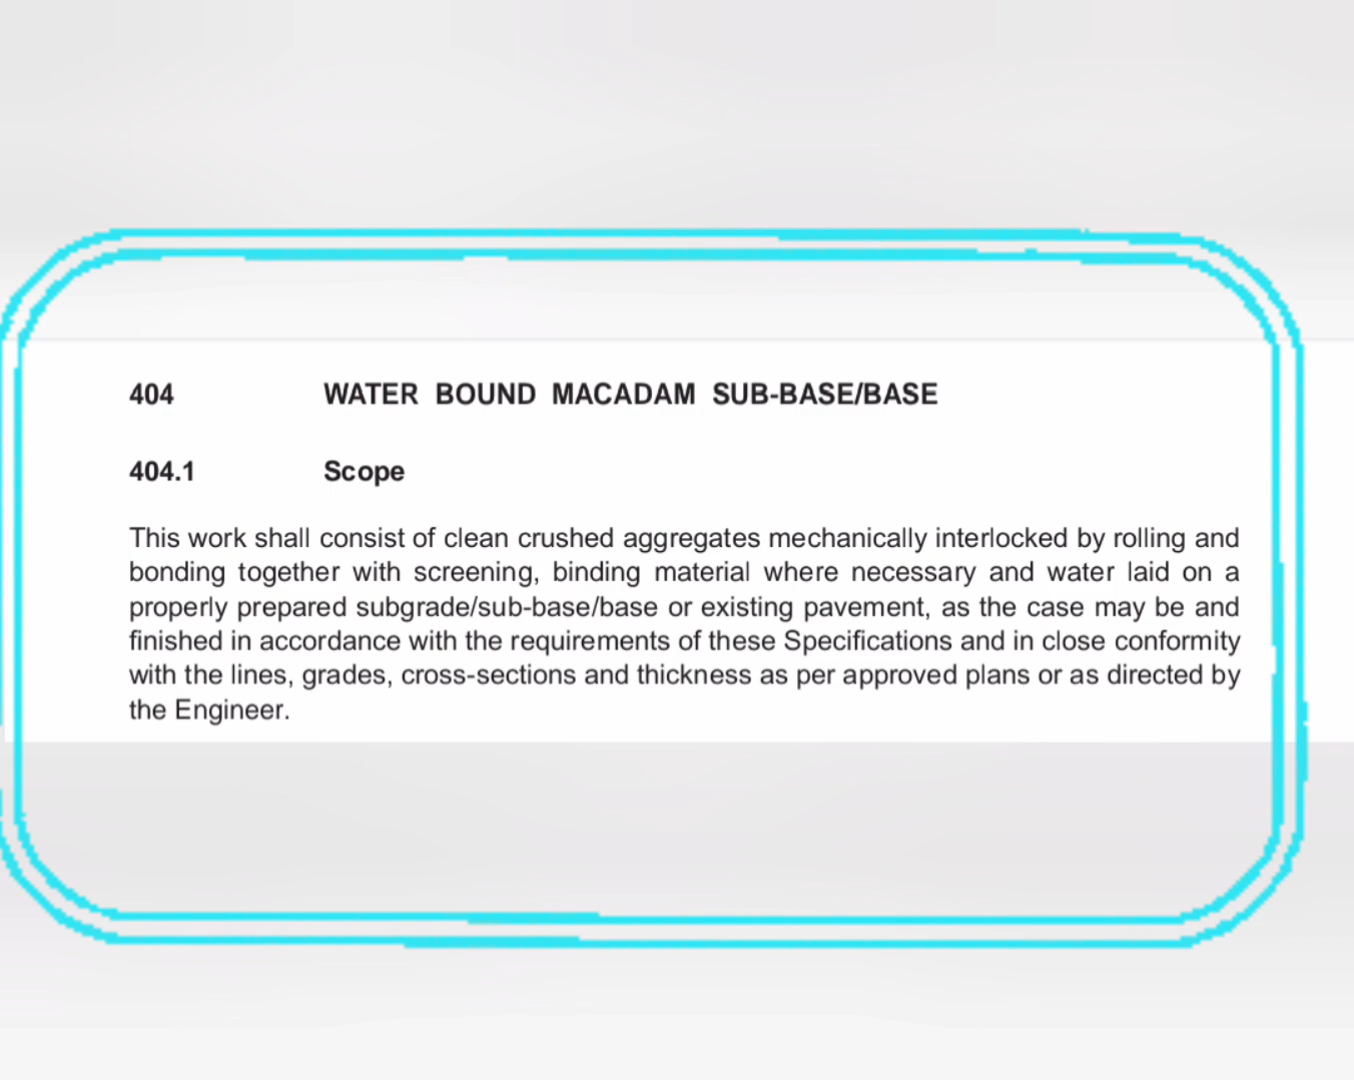 404 WATER BOUND MACADAM SUB-BASE/BASE
404.1 Scope
This work shall consist of clean crushed aggregates mechanically interlocked by rolling and
bonding together with screening, binding material where necessary and water laid on a
properly prepared subgrade/sub-base/base or existing pavement, as the case may be and
finished in accordance with the requirements of these Specifications and in close conformity
with the lines, grades, cross-sections and thickness as per approved plans or as directed by
the Engineer.